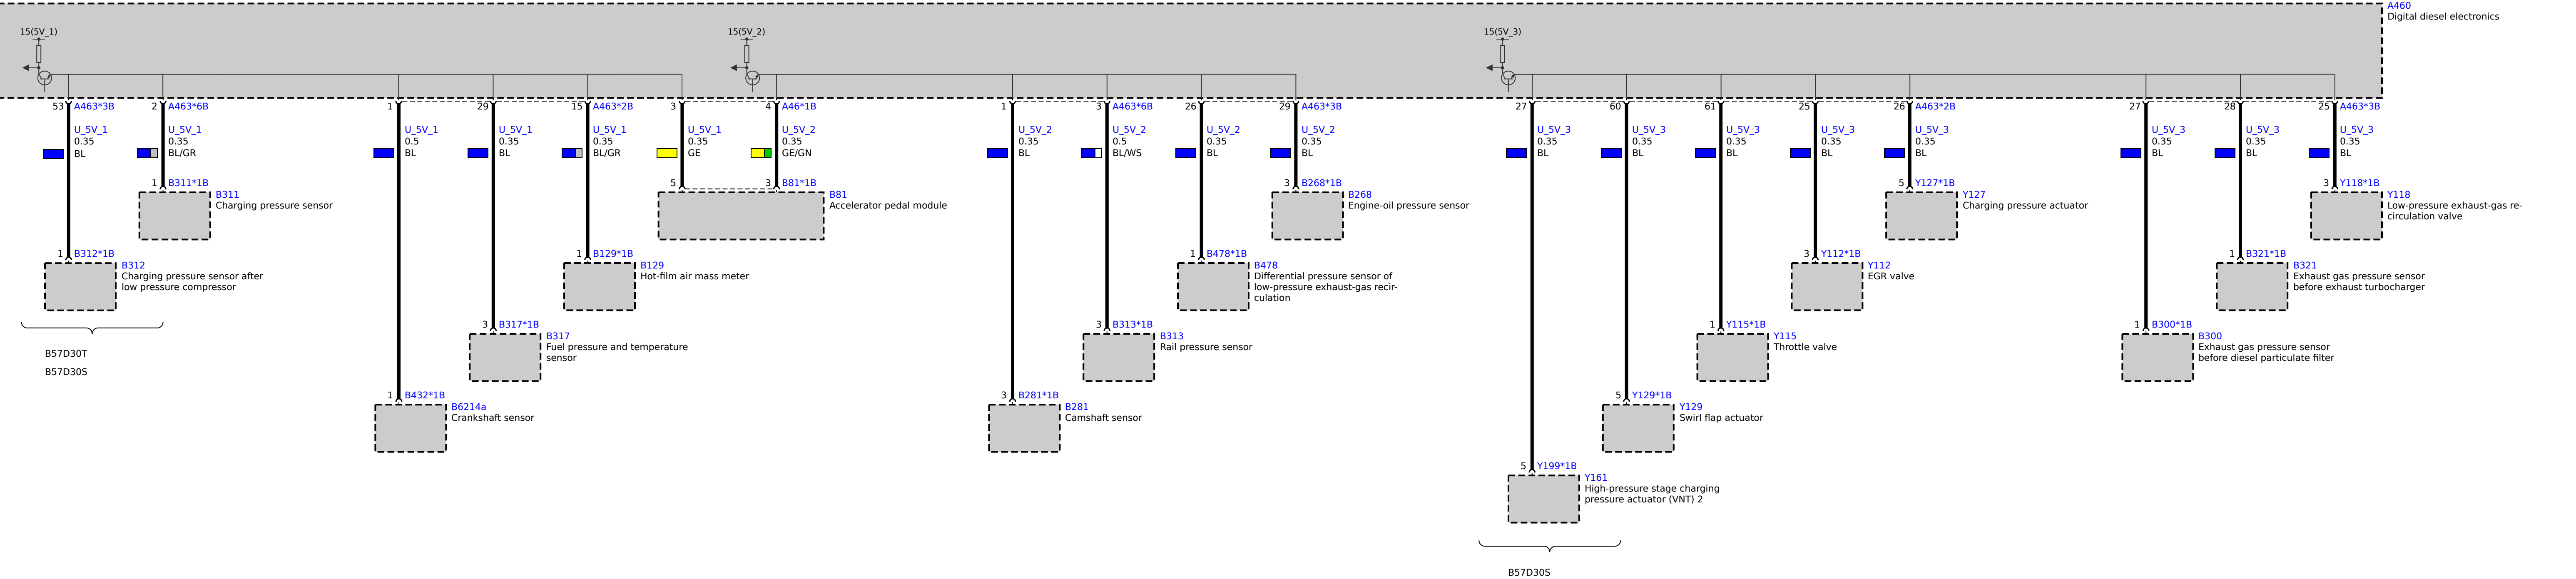 A460
Digital diesel electronics
15(5V_1)
15(5V_2)
15(5V_3)
53 A463*3B
2 A463*6B
1
29
15 A463*2B
3
4 A46*1B
1
3 A463*6B
26
29 A463*3B
27
60
61
25
26 A463*2B
27
28
25 A463*3B
U_5V_1
0.35
BL
U_5V_1
0.35
BL/GR
U_5V_1
0.5
BL
U_5V_1
0.35
BL
U_5V_1
0.35
BL/GR
U_5V_1
0.35
GE
U_5V_2
0.35
GE/GN
U_5V_2
0.35
BL
U_5V_2
0.5
BL/WS
U_5V_2
0.35
BL
U_5V_2
0.35
BL
U_5V_3
0.35
BL
U_5V_3
0.35
BL
U_5V_3
0.35
BL
U_5V_3
0.35
BL
U_5V_3
0.35
BL
U_5V_3
0.35
BL
U_5V_3
0.35
BL
U_5V_3
0.35
BL
1 B311*1B
B311
Charging pressure sensor
5
3 B81*1B
B81
Accelerator pedal module
3 B268*1B
B268
Engine-oil pressure sensor
5 Y127*1B
Y127
Charging pressure actuator
3 Y118*1B
Y118
Low-pressure exhaust-gas re-
circulation valve
1 B312*1B
B312
Charging pressure sensor after
low pressure compressor
1 B129*1B
B129
Hot-film air mass meter
1 B478*1B
B478
Differential pressure sensor of
low-pressure exhaust-gas recir-
culation
3 Y112*1B
Y112
EGR valve
1 B321*1B
B321
Exhaust gas pressure sensor
before exhaust turbocharger
3 B317*1B
B317
Fuel pressure and temperature
sensor
3 B313*1B
B313
Rail pressure sensor
1 Y115*1B
Y115
Throttle valve
1 B300*1B
B300
Exhaust gas pressure sensor
before diesel particulate filter
B57D30T
B57D30S
1 B432*1B
B6214a
Crankshaft sensor
3 B281*1B
B281
Camshaft sensor
5 Y129*1B
Y129
Swirl flap actuator
5 Y199*1B
Y161
High-pressure stage charging
pressure actuator (VNT) 2
B57D30S